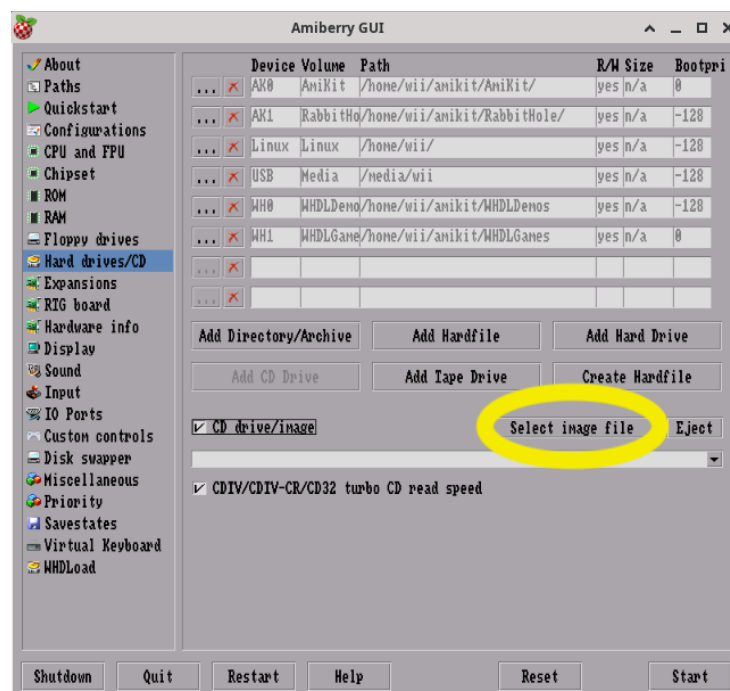 Amiberry GUI
About
Paths
Quickstart
Configurations
CPU and FPU
Chipset
ROM
RAM
Floppy drives
Hard drives/CD
Expansions
RTG board
Hardware info
Display
Sound
Input
IO Ports
Custom controls
Disk swapper
Miscellaneous
Priority
Savestates
Virtual Keyboard
WHDLoad
Device Volume Path R/W Size Bootpri
... AK0 AmiKit /home/wii/amikit/AmiKit/ yes n/a 0
... AK1 RabbitHo /home/wii/amikit/RabbitHole/ yes n/a -128
... Linux Linux /home/wii/ yes n/a -128
... USB Media /media/wii yes n/a -128
... WH0 WHDLDemo /home/wii/amikit/WHDLDemos yes n/a -128
... WH1 WHDLGame /home/wii/amikit/WHDLGames yes n/a 0
...
...
Add Directory/Archive Add Hardfile Add Hard Drive
Add CD Drive Add Tape Drive Create Hardfile
CD drive/image Select image file Eject
CDTV/CDTV-CR/CD32 turbo CD read speed
Shutdown Quit Restart Help Reset Start